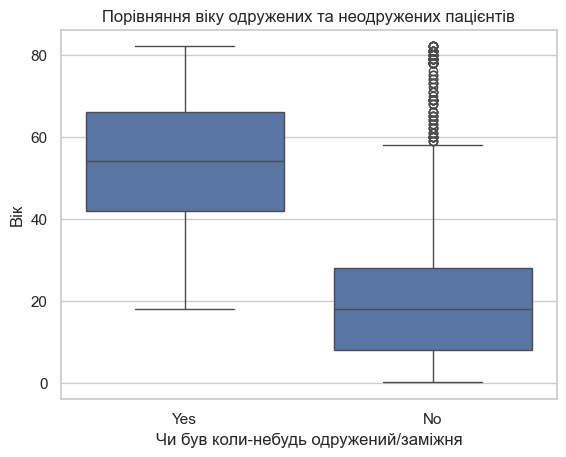 Порівняння віку одружених та неодружених пацієнтів
80
60
40
20
0
Вік
Yes No
Чи був коли-небудь одружений/заміжня